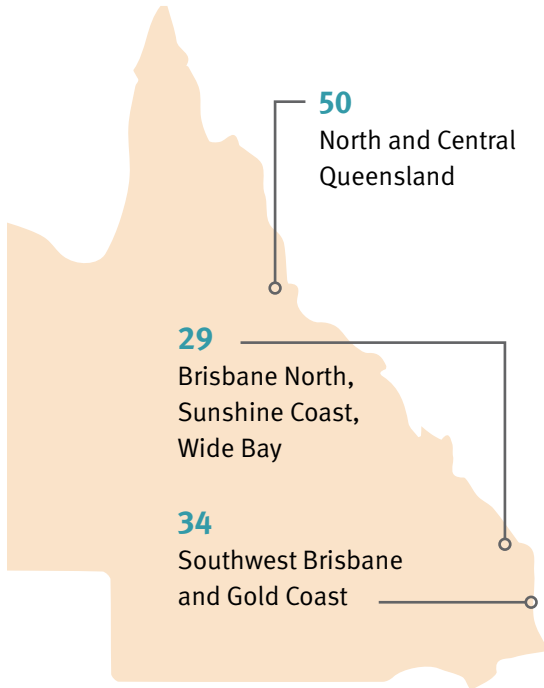 50
North and Central
Queensland
29
Brisbane North,
Sunshine Coast,
Wide Bay
34
Southwest Brisbane
and Gold Coast